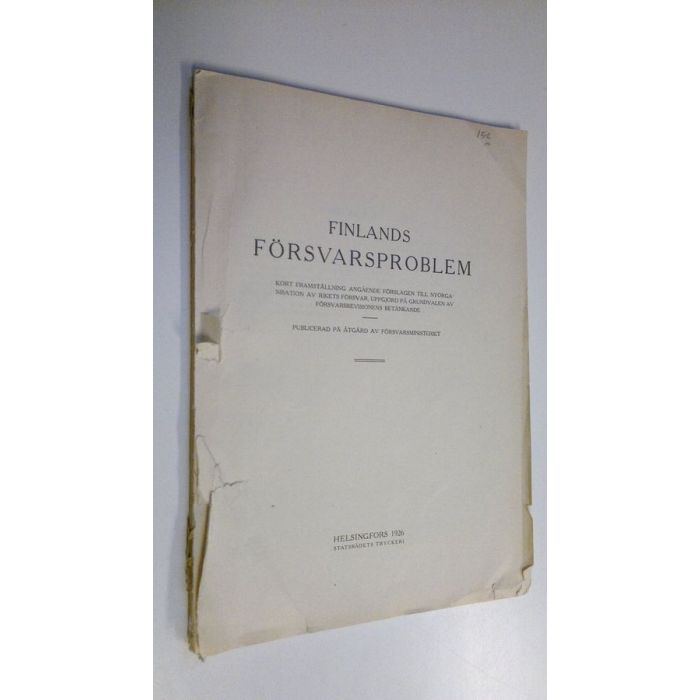 FINLANDS
FÖRSVARSPROBLEM
KORT FRAMSTÄLLNING ANGÅENDE FÖRSLAGEN TILL NYORGA-
NISATION AV RIKETS FÖRSVAR, UPPGJORD PÅ GRUNDVALEN AV
FÖRSVARSREVISIONENS BETÄNKANDE
PUBLICERAD PÅ ÅTGÄRD AV FÖRSVARSMINISTERIET
HELSINGFORS 1926
STATSRÅDETS TRYCKERI